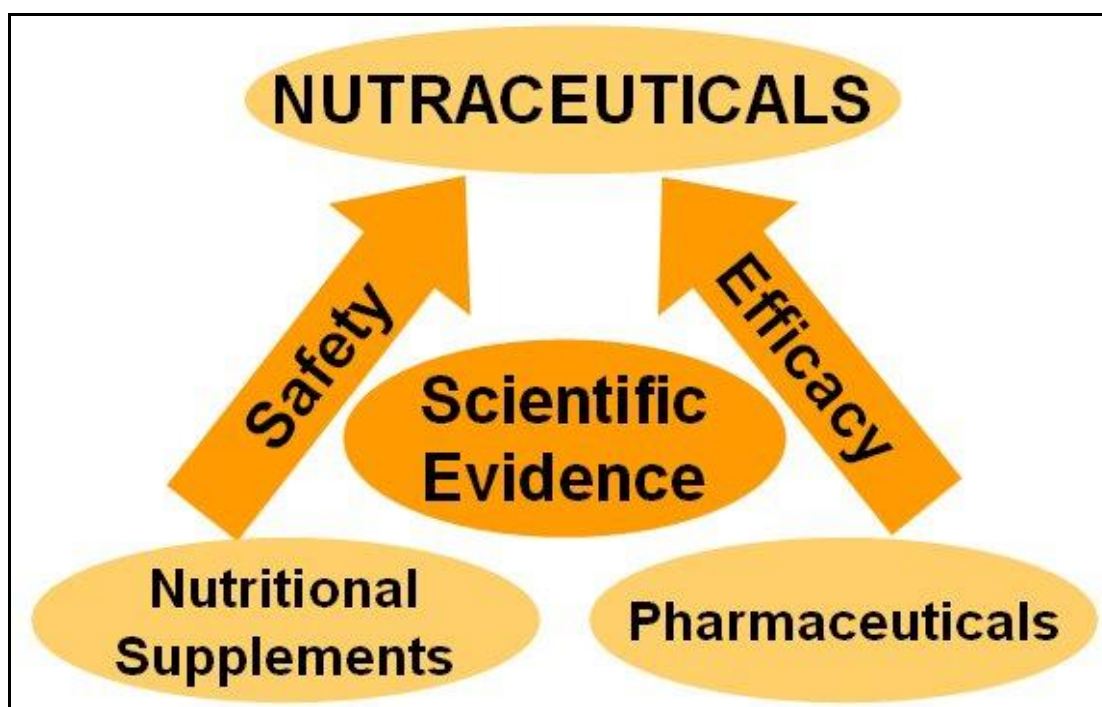 NUTRACEUTICALS
Safety
Efficacy
Scientific
Evidence
Nutritional
Supplements
Pharmaceuticals